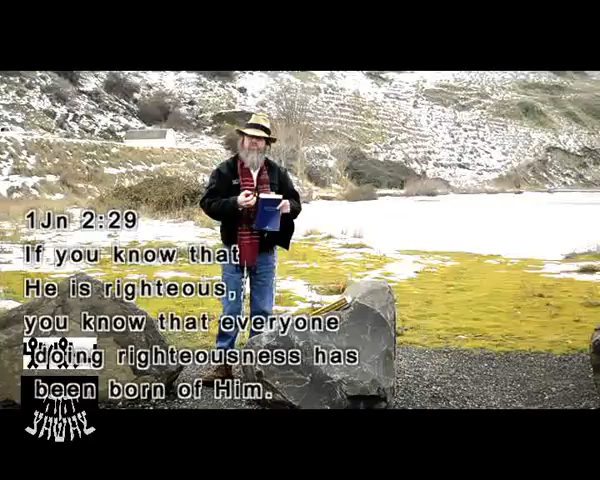 1Jn 2:29
If you know that
He is righteous,
you know that everyone
doing righteousness has
been born of Him.
YAHWAH